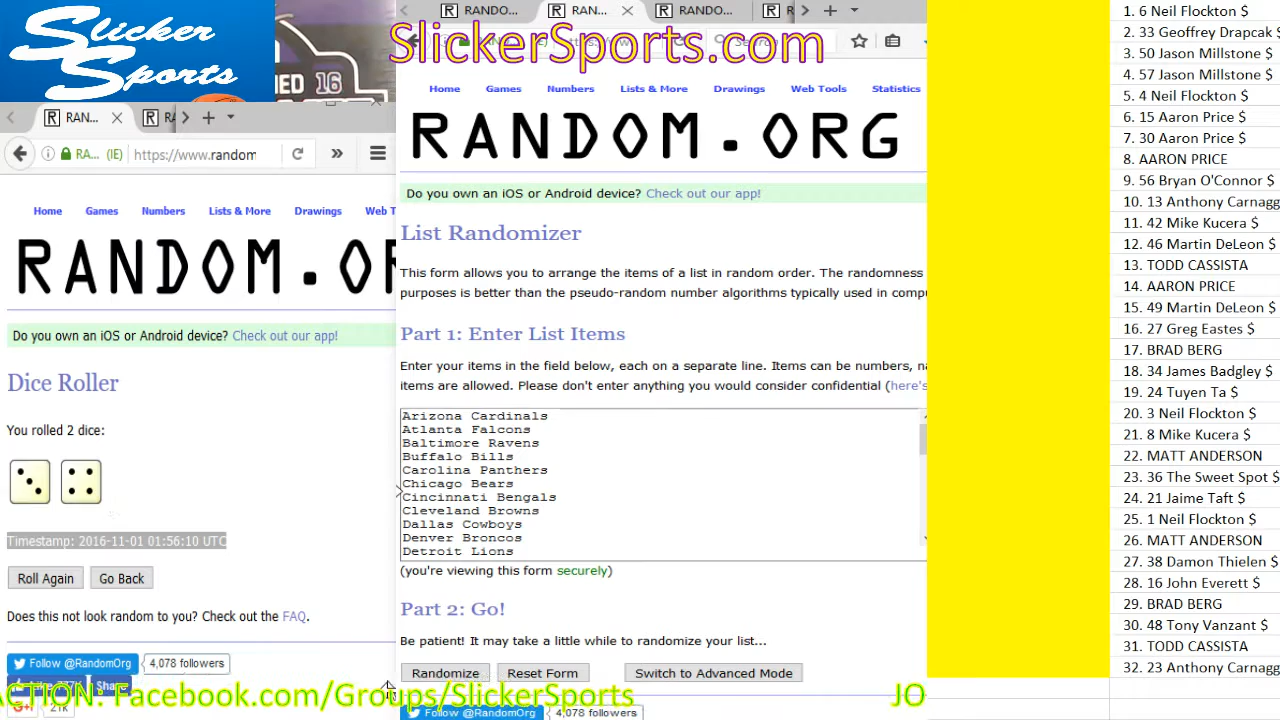 Slicker
Sports
NED 16
RAN...
RA
RA... (IE)
https://www.random
Home
Games
Numbers
Lists & More
Drawings
Web T
RANDOM.OR
Do you own an iOS or Android device? Check out our app!
Dice Roller
You rolled 2 dice:
Timestamp: 2016-11-01 01:56:10 UTC
Roll Again
Go Back
Does this not look random to you? Check out the FAQ.
Follow @RandomOrg
4,078 followers
Share
G+
21k
RANDO...
RAN...
RANDO...
R
SlickerSports.com
Home
Games
Numbers
Lists & More
Drawings
Web Tools
Statistics
RANDOM.ORG
Do you own an iOS or Android device? Check out our app!
List Randomizer
This form allows you to arrange the items of a list in random order. The randomness
purposes is better than the pseudo-random number algorithms typically used in compu
Part 1: Enter List Items
Enter your items in the field below, each on a separate line. Items can be numbers, na
items are allowed. Please don't enter anything you would consider confidential (here's
Arizona Cardinals
Atlanta Falcons
Baltimore Ravens
Buffalo Bills
Carolina Panthers
Chicago Bears
Cincinnati Bengals
Cleveland Browns
Dallas Cowboys
Denver Broncos
Detroit Lions
(you're viewing this form securely)
Part 2: Go!
Be patient! It may take a little while to randomize your list...
Randomize
Reset Form
Switch to Advanced Mode
ACTION: Facebook.com/Groups/SlickerSports
JO
Follow @RandomOrg
4,078 followers
1. 6 Neil Flockton $
2. 33 Geoffrey Drapcak $
3. 50 Jason Millstone $
4. 57 Jason Millstone $
5. 4 Neil Flockton $
6. 15 Aaron Price $
7. 30 Aaron Price $
8. AARON PRICE
9. 56 Bryan O'Connor $
10. 13 Anthony Carnagg
11. 42 Mike Kucera $
12. 46 Martin DeLeon $
13. TODD CASSISTA
14. AARON PRICE
15. 49 Martin DeLeon $
16. 27 Greg Eastes $
17. BRAD BERG
18. 34 James Badgley $
19. 24 Tuyen Ta $
20. 3 Neil Flockton $
21. 8 Mike Kucera $
22. MATT ANDERSON
23. 36 The Sweet Spot $
24. 21 Jaime Taft $
25. 1 Neil Flockton $
26. MATT ANDERSON
27. 38 Damon Thielen $
28. 16 John Everett $
29. BRAD BERG
30. 48 Tony Vanzant $
31. TODD CASSISTA
32. 23 Anthony Carnagg